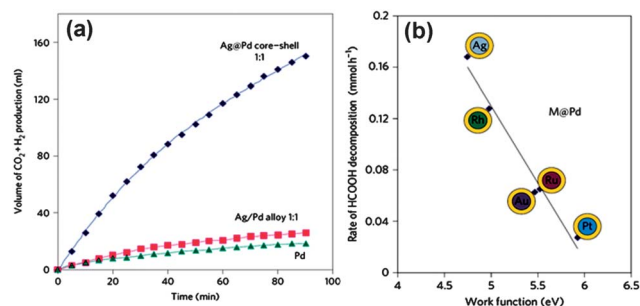 (a)
Volume of CO₂+H₂ production (ml)
160
120
80
40
0
Ag@Pd core–shell
1:1
Ag/Pd alloy 1:1
Pd
0 20 40 60 80 100
Time (min)
(b)
Rate of HCOOH decomposition (mmolh⁻¹)
0.2
0.16
0.12
0.08
0.04
0
Ag
Rh
M@Pd
Ru
Au
Pt
4 4.5 5 5.5 6 6.5
Work function (eV)